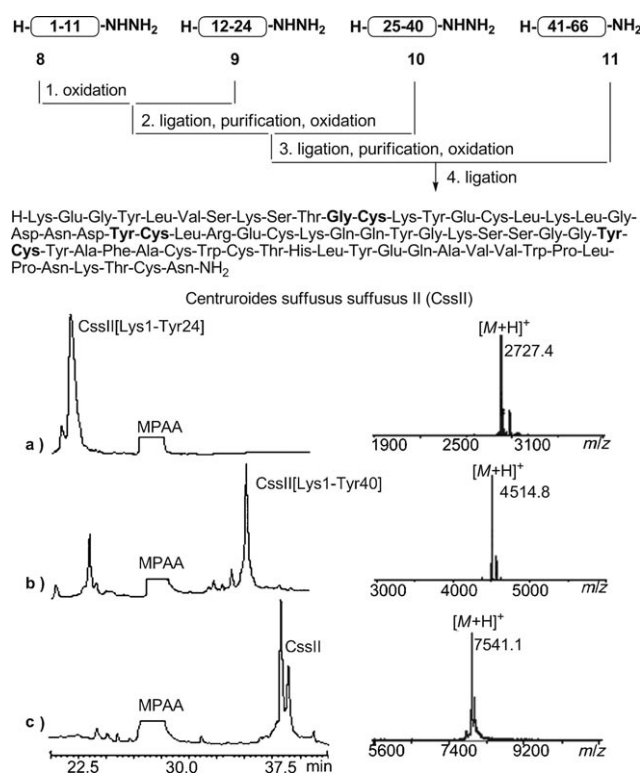 H- 1-11 -NHNH₂ H- 12-24 -NHNH₂ H- 25-40 -NHNH₂ H- 41-66 -NH₂
8 9 10 11
1. oxidation
2. ligation, purification, oxidation
3. ligation, purification, oxidation
4. ligation
H-Lys-Glu-Gly-Tyr-Leu-Val-Ser-Lys-Ser-Thr-Gly-Cys-Lys-Tyr-Glu-Cys-Leu-Lys-Leu-Gly-
Asp-Asn-Asp-Tyr-Cys-Leu-Arg-Glu-Cys-Lys-Gln-Gln-Tyr-Gly-Lys-Ser-Ser-Gly-Gly-Tyr-
Cys-Tyr-Ala-Phe-Ala-Cys-Trp-Cys-Thr-His-Leu-Tyr-Glu-Gln-Ala-Val-Val-Trp-Pro-Leu-
Pro-Asn-Lys-Thr-Cys-Asn-NH₂
Centruroides suffusus suffusus II (CssII)
CssII[Lys1-Tyr24]
[M+H]⁺
2727.4
MPAA
a )
1900 2500 3100 m/z
CssII[Lys1-Tyr40]
[M+H]⁺
4514.8
MPAA
b )
3000 4000 5000 m/z
CssII
[M+H]⁺
7541.1
MPAA
c )
5600 7400 9200 m/z
22.5 30.0 37.5 min